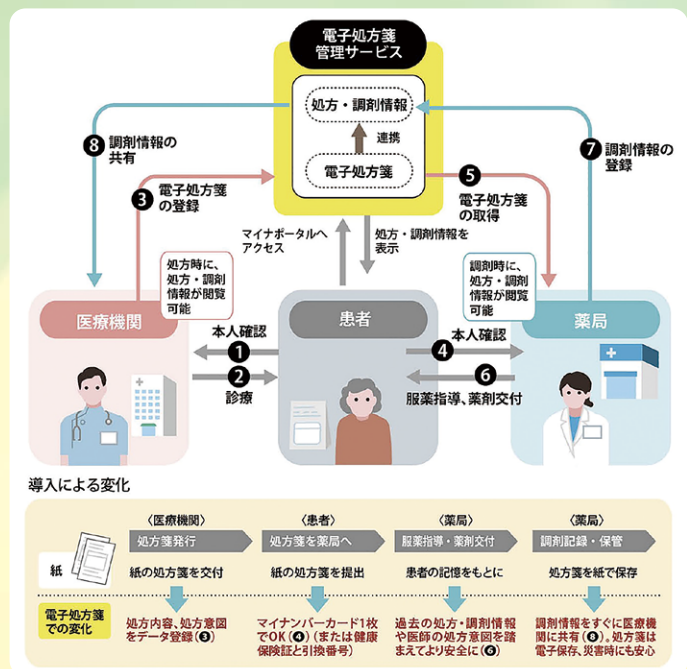 電子処方箋
管理サービス
処方・調剤情報
連携
電子処方箋
❽ 調剤情報の
共有
❸ 電子処方箋
の登録
❺
電子処方箋
の取得
❼ 調剤情報の
登録
マイナポータルへ
アクセス
処方・調剤情報を
表示
処方時に、
処方・調剤
情報が閲覧
可能
調剤時に、
処方・調剤
情報が閲覧
可能
医療機関
患者
薬局
本人確認
❶
❷
診療
本人確認
❹
❻
服薬指導、薬剤交付
導入による変化
〈医療機関〉
処方箋発行
〈患者〉
処方箋を薬局へ
〈薬局〉
服薬指導・薬剤交付
〈薬局〉
調剤記録・保管
紙
紙の処方箋を交付
紙の処方箋を提出
患者の記憶をもとに
処方箋を紙で保存
電子処方箋
での変化
処方内容、処方意図
をデータ登録(❸)
マイナンバーカード1枚
でOK(❹)(または健康
保険証と引換番号)
過去の処方・調剤情報
や医師の処方意図を踏
まえてより安全に(❻)
調剤情報をすぐに医療機
関に共有(❽)。処方箋は
電子保存、災害時にも安心